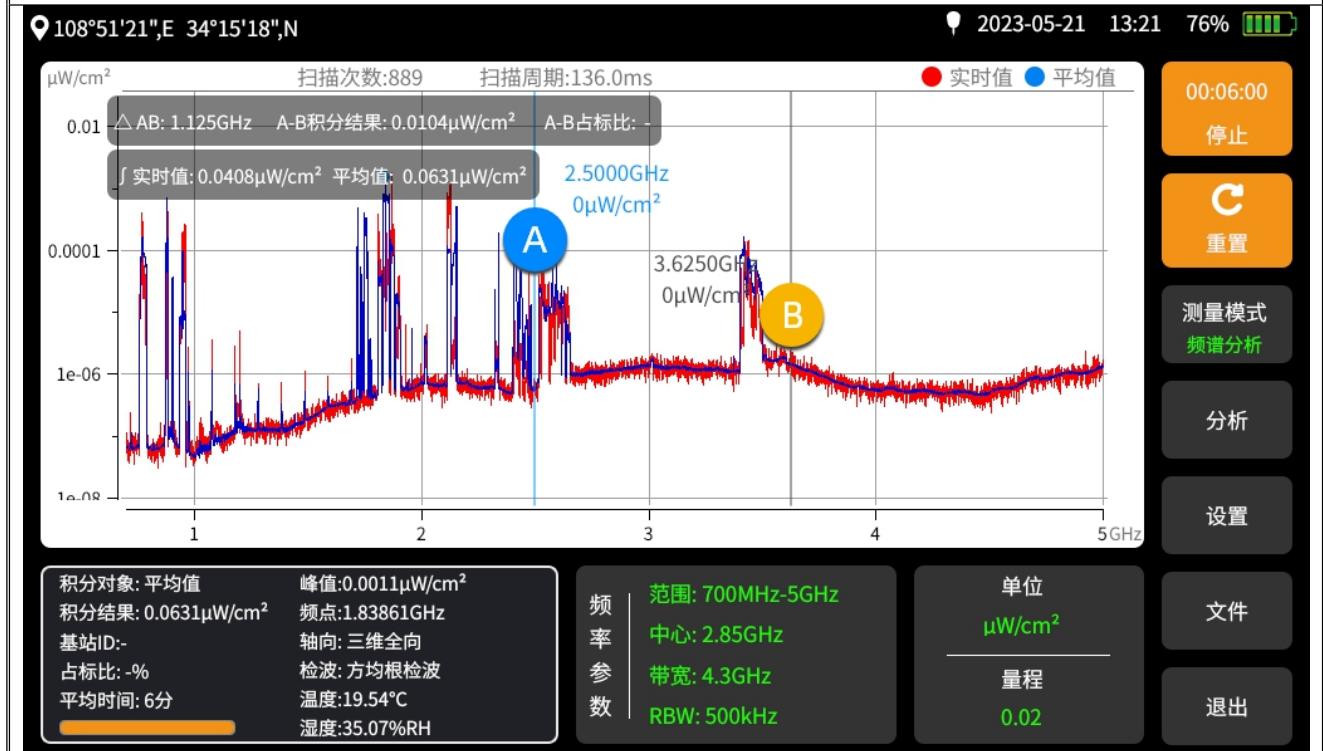 108°51'21",E 34°15'18",N
2023-05-21 13:21 76%
μW/cm² 扫描次数:889 扫描周期:136.0ms 实时值 平均值
△ AB: 1.125GHz A-B积分结果: 0.0104μW/cm² A-B占标比: -
∫ 实时值: 0.0408μW/cm² 平均值: 0.0631μW/cm²
2.5000GHz
0μW/cm²
A
3.6250GHz
0μW/cm²
B
0.01
0.0001
1e-06
1e-08
1 2 3 4 5 GHz
00:06:00
停止
重置
测量模式
频谱分析
分析
设置
文件
退出
积分对象: 平均值
积分结果: 0.0631μW/cm²
基站ID:-
占标比: -%
平均时间: 6分
峰值:0.0011μW/cm²
频点:1.83861GHz
轴向: 三维全向
检波: 方均根检波
温度:19.54°C
湿度:35.07%RH
频率参数
范围: 700MHz-5GHz
中心: 2.85GHz
带宽: 4.3GHz
RBW: 500kHz
单位
μW/cm²
量程
0.02